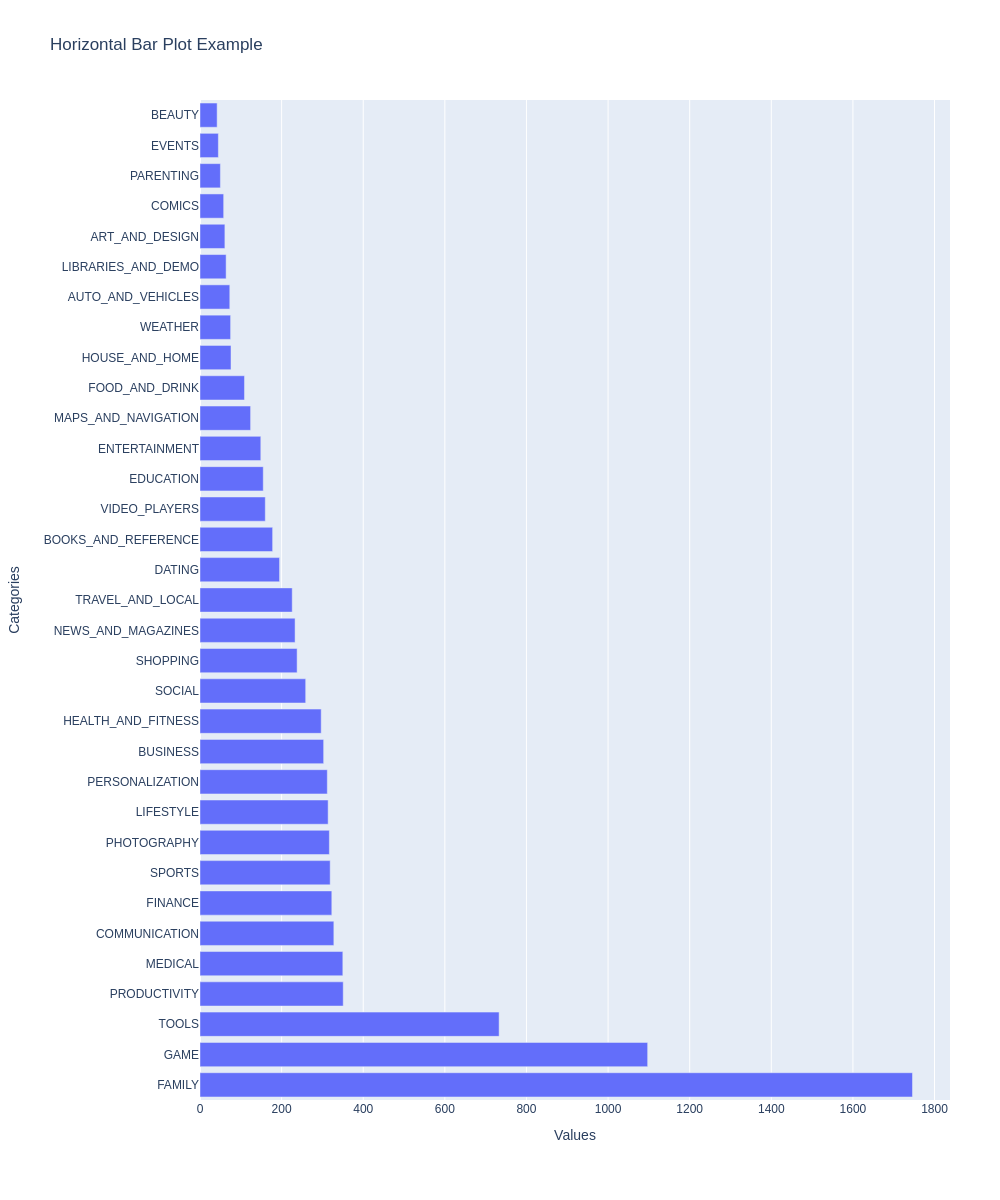 Horizontal Bar Plot Example
BEAUTY
EVENTS
PARENTING
COMICS
ART_AND_DESIGN
LIBRARIES_AND_DEMO
AUTO_AND_VEHICLES
WEATHER
HOUSE_AND_HOME
FOOD_AND_DRINK
MAPS_AND_NAVIGATION
ENTERTAINMENT
EDUCATION
VIDEO_PLAYERS
BOOKS_AND_REFERENCE
DATING
TRAVEL_AND_LOCAL
NEWS_AND_MAGAZINES
SHOPPING
SOCIAL
HEALTH_AND_FITNESS
BUSINESS
PERSONALIZATION
LIFESTYLE
PHOTOGRAPHY
SPORTS
FINANCE
COMMUNICATION
MEDICAL
PRODUCTIVITY
TOOLS
GAME
FAMILY
Categories
0 200 400 600 800 1000 1200 1400 1600 1800
Values